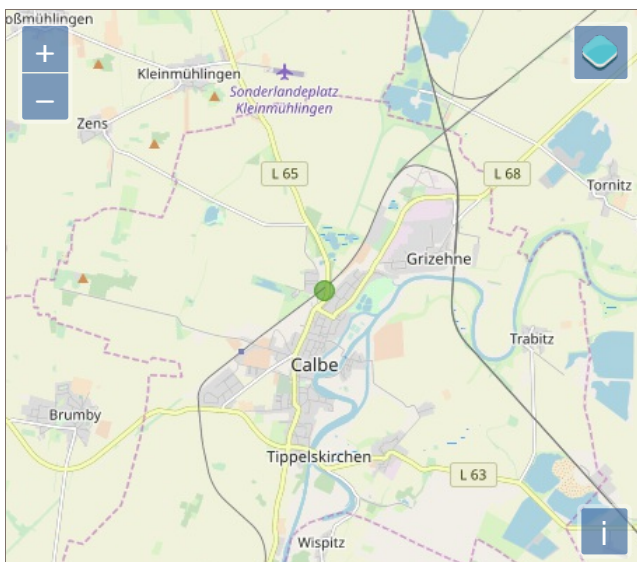 oßmühlingen
+
−
Kleinmühlingen
Sonderlandeplatz
Kleinmühlingen
Zens
L 65
L 68
Tornitz
Grizehne
Trabitz
Calbe
Brumby
Tippelskirchen
L 63
Wispitz
i